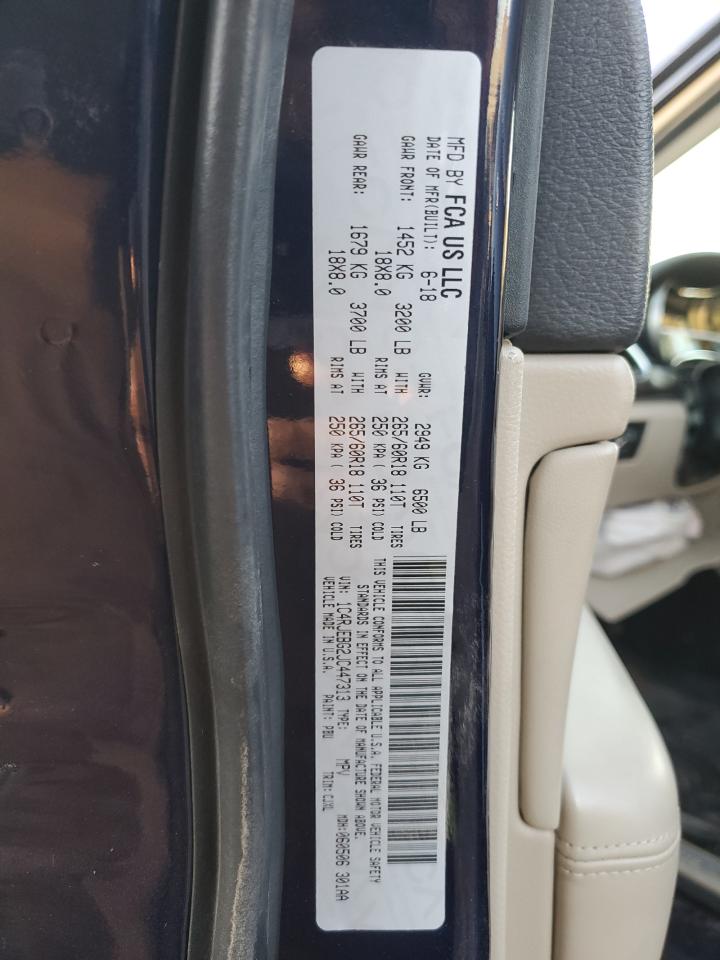 MFD BY FCA US LLC
DATE OF MFR(BUILT): 6-18 GVWR: 2949 KG 6500 LB
GAWR FRONT: 1452 KG 3200 LB WITH 265/60R18 110T TIRES
18X8.0 RIMS AT 250 KPA ( 36 PSI) COLD
GAWR REAR: 1679 KG 3700 LB WITH 265/60R18 110T TIRES
18X8.0 RIMS AT 250 KPA ( 36 PSI) COLD
THIS VEHICLE CONFORMS TO ALL APPLICABLE U.S.A. FEDERAL MOTOR VEHICLE SAFETY
STANDARDS IN EFFECT ON THE DATE OF MANUFACTURE SHOWN ABOVE.
VIN: 1C4RJEBG2JC447313 TYPE: MPV MDH:060506 301AA
VEHICLE MADE IN U.S.A. PAINT: PBU TRIM:CJXL